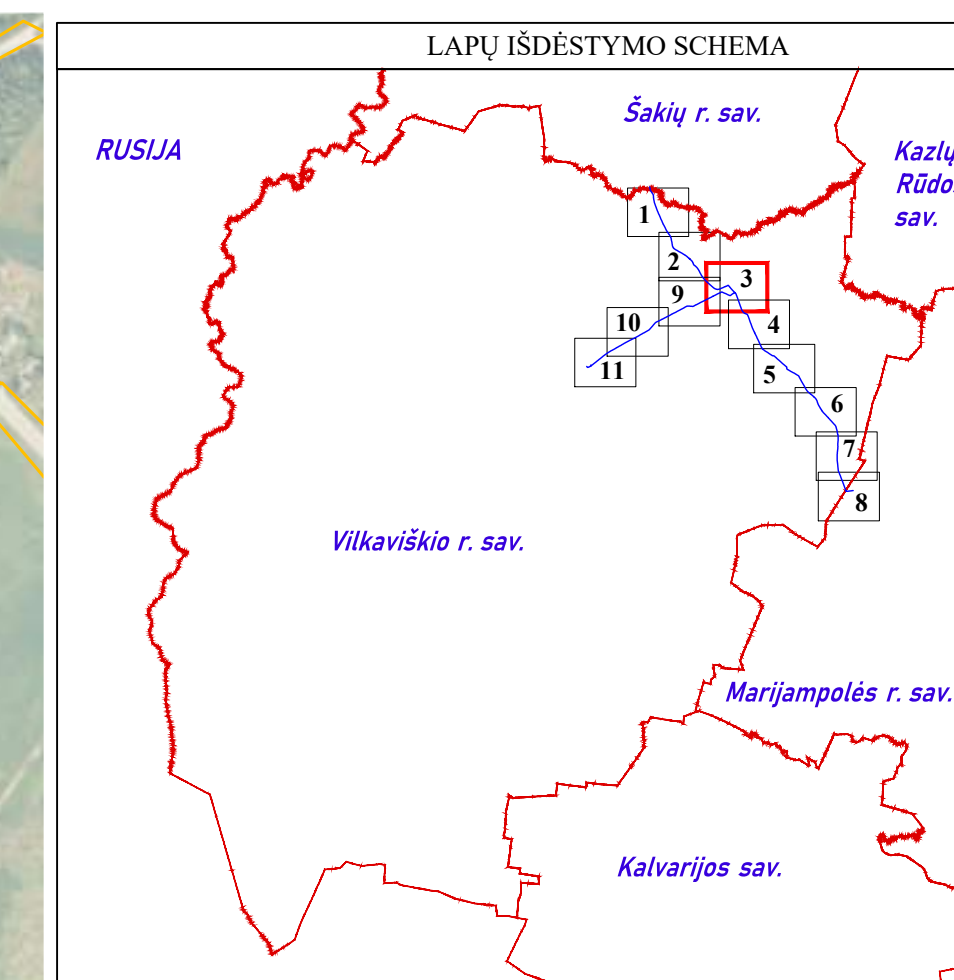 LAPŲ IŠDĖSTYMO SCHEMA
Šakių r. sav.
RUSIJA
Kazlų
Rūdos
sav.
1
2
3
9
4
10
5
11
6
7
8
Vilkaviškio r. sav.
Marijampolės r. sav.
Kalvarijos sav.